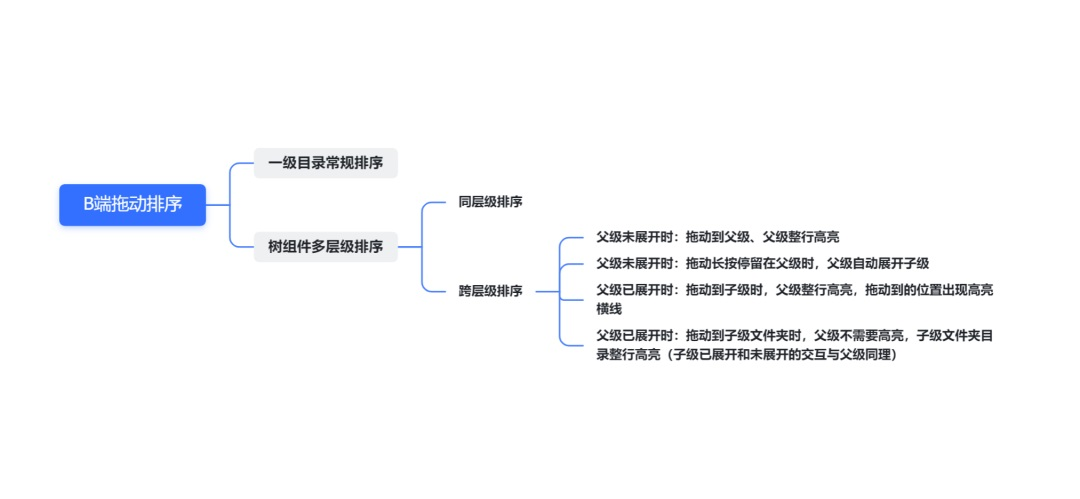 B端拖动排序
一级目录常规排序
树组件多层级排序
同层级排序
跨层级排序
父级未展开时：拖动到父级、父级整行高亮
父级未展开时：拖动长按停留在父级时，父级自动展开子级
父级已展开时：拖动到子级时，父级整行高亮，拖动到的位置出现高亮
横线
父级已展开时：拖动到子级文件夹时，父级不需要高亮，子级文件夹目
录整行高亮（子级已展开和未展开的交互与父级同理）